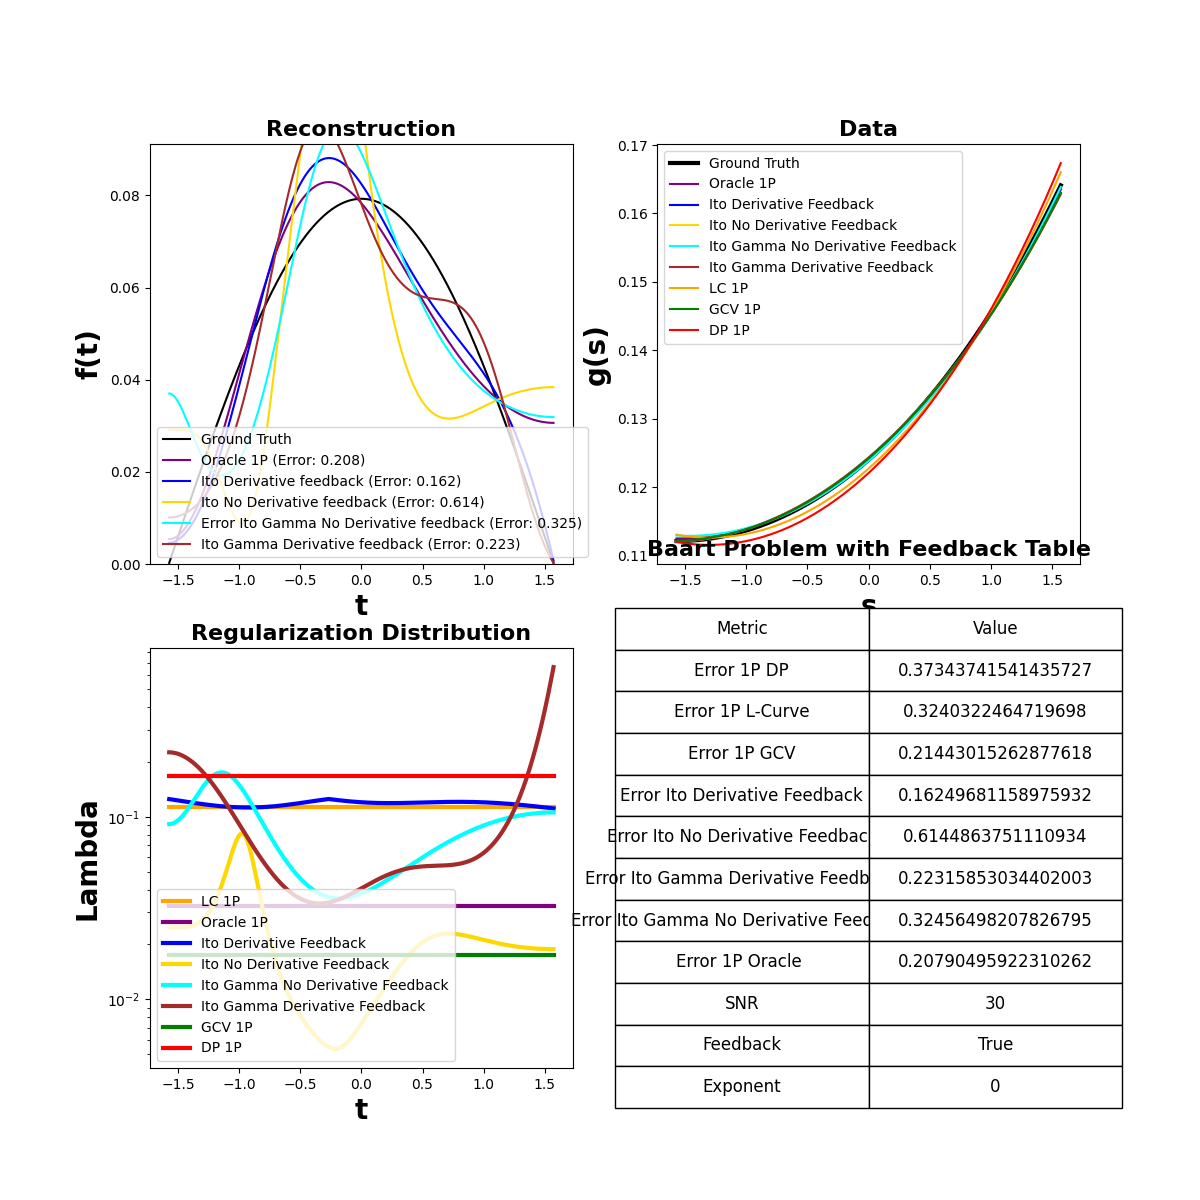 Reconstruction
f(t)
0.08
0.06
0.04
0.02
0.00
Ground Truth
Oracle 1P (Error: 0.208)
Ito Derivative feedback (Error: 0.162)
Ito No Derivative feedback (Error: 0.614)
Error Ito Gamma No Derivative feedback (Error: 0.325)
Ito Gamma Derivative feedback (Error: 0.223)
−1.5 −1.0 −0.5 0.0 0.5 1.0 1.5
t
Data
g(s)
0.17
0.16
0.15
0.14
0.13
0.12
0.11
Ground Truth
Oracle 1P
Ito Derivative Feedback
Ito No Derivative Feedback
Ito Gamma No Derivative Feedback
Ito Gamma Derivative Feedback
LC 1P
GCV 1P
DP 1P
−1.5 −1.0 −0.5 0.0 0.5 1.0 1.5
s
Regularization Distribution
Lambda
10−1
10−2
LC 1P
Oracle 1P
Ito Derivative Feedback
Ito No Derivative Feedback
Ito Gamma No Derivative Feedback
Ito Gamma Derivative Feedback
GCV 1P
DP 1P
−1.5 −1.0 −0.5 0.0 0.5 1.0 1.5
t
Baart Problem with Feedback Table
Metric Value
Error 1P DP 0.37343741541435727
Error 1P L-Curve 0.3240322464719698
Error 1P GCV 0.21443015262877618
Error Ito Derivative Feedback 0.16249681158975932
Error Ito No Derivative Feedbac 0.6144863751110934
Error Ito Gamma Derivative Feedb 0.22315853034402003
Error Ito Gamma No Derivative Feed 0.32456498207826795
Error 1P Oracle 0.20790495922310262
SNR 30
Feedback True
Exponent 0